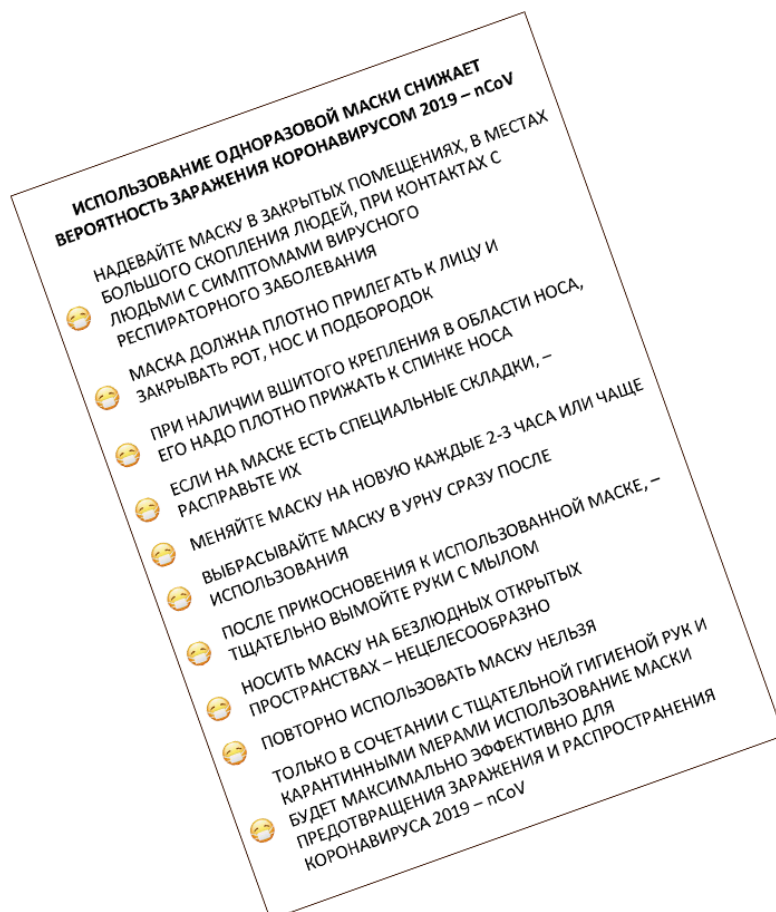 ИСПОЛЬЗОВАНИЕ ОДНОРАЗОВОЙ МАСКИ СНИЖАЕТ
ВЕРОЯТНОСТЬ ЗАРАЖЕНИЯ КОРОНАВИРУСОМ 2019 – nCoV
НАДЕВАЙТЕ МАСКУ В ЗАКРЫТЫХ ПОМЕЩЕНИЯХ, В МЕСТАХ
БОЛЬШОГО СКОПЛЕНИЯ ЛЮДЕЙ, ПРИ КОНТАКТАХ С
ЛЮДЬМИ С СИМПТОМАМИ ВИРУСНОГО
РЕСПИРАТОРНОГО ЗАБОЛЕВАНИЯ
МАСКА ДОЛЖНА ПЛОТНО ПРИЛЕГАТЬ К ЛИЦУ И
ЗАКРЫВАТЬ РОТ, НОС И ПОДБОРОДОК
ПРИ НАЛИЧИИ ВШИТОГО КРЕПЛЕНИЯ В ОБЛАСТИ НОСА,
ЕГО НАДО ПЛОТНО ПРИЖАТЬ К СПИНКЕ НОСА
ЕСЛИ НА МАСКЕ ЕСТЬ СПЕЦИАЛЬНЫЕ СКЛАДКИ, –
РАСПРАВЬТЕ ИХ
МЕНЯЙТЕ МАСКУ НА НОВУЮ КАЖДЫЕ 2-3 ЧАСА ИЛИ ЧАЩЕ
ВЫБРАСЫВАЙТЕ МАСКУ В УРНУ СРАЗУ ПОСЛЕ
ИСПОЛЬЗОВАНИЯ
ПОСЛЕ ПРИКОСНОВЕНИЯ К ИСПОЛЬЗОВАННОЙ МАСКЕ, –
ТЩАТЕЛЬНО ВЫМОЙТЕ РУКИ С МЫЛОМ
НОСИТЬ МАСКУ НА БЕЗЛЮДНЫХ ОТКРЫТЫХ
ПРОСТРАНСТВАХ – НЕЦЕЛЕСООБРАЗНО
ПОВТОРНО ИСПОЛЬЗОВАТЬ МАСКУ НЕЛЬЗЯ
ТОЛЬКО В СОЧЕТАНИИ С ТЩАТЕЛЬНОЙ ГИГИЕНОЙ РУК И
КАРАНТИННЫМИ МЕРАМИ ИСПОЛЬЗОВАНИЕ МАСКИ
БУДЕТ МАКСИМАЛЬНО ЭФФЕКТИВНО ДЛЯ
ПРЕДОТВРАЩЕНИЯ ЗАРАЖЕНИЯ И РАСПРОСТРАНЕНИЯ
КОРОНАВИРУСА 2019 – nCoV